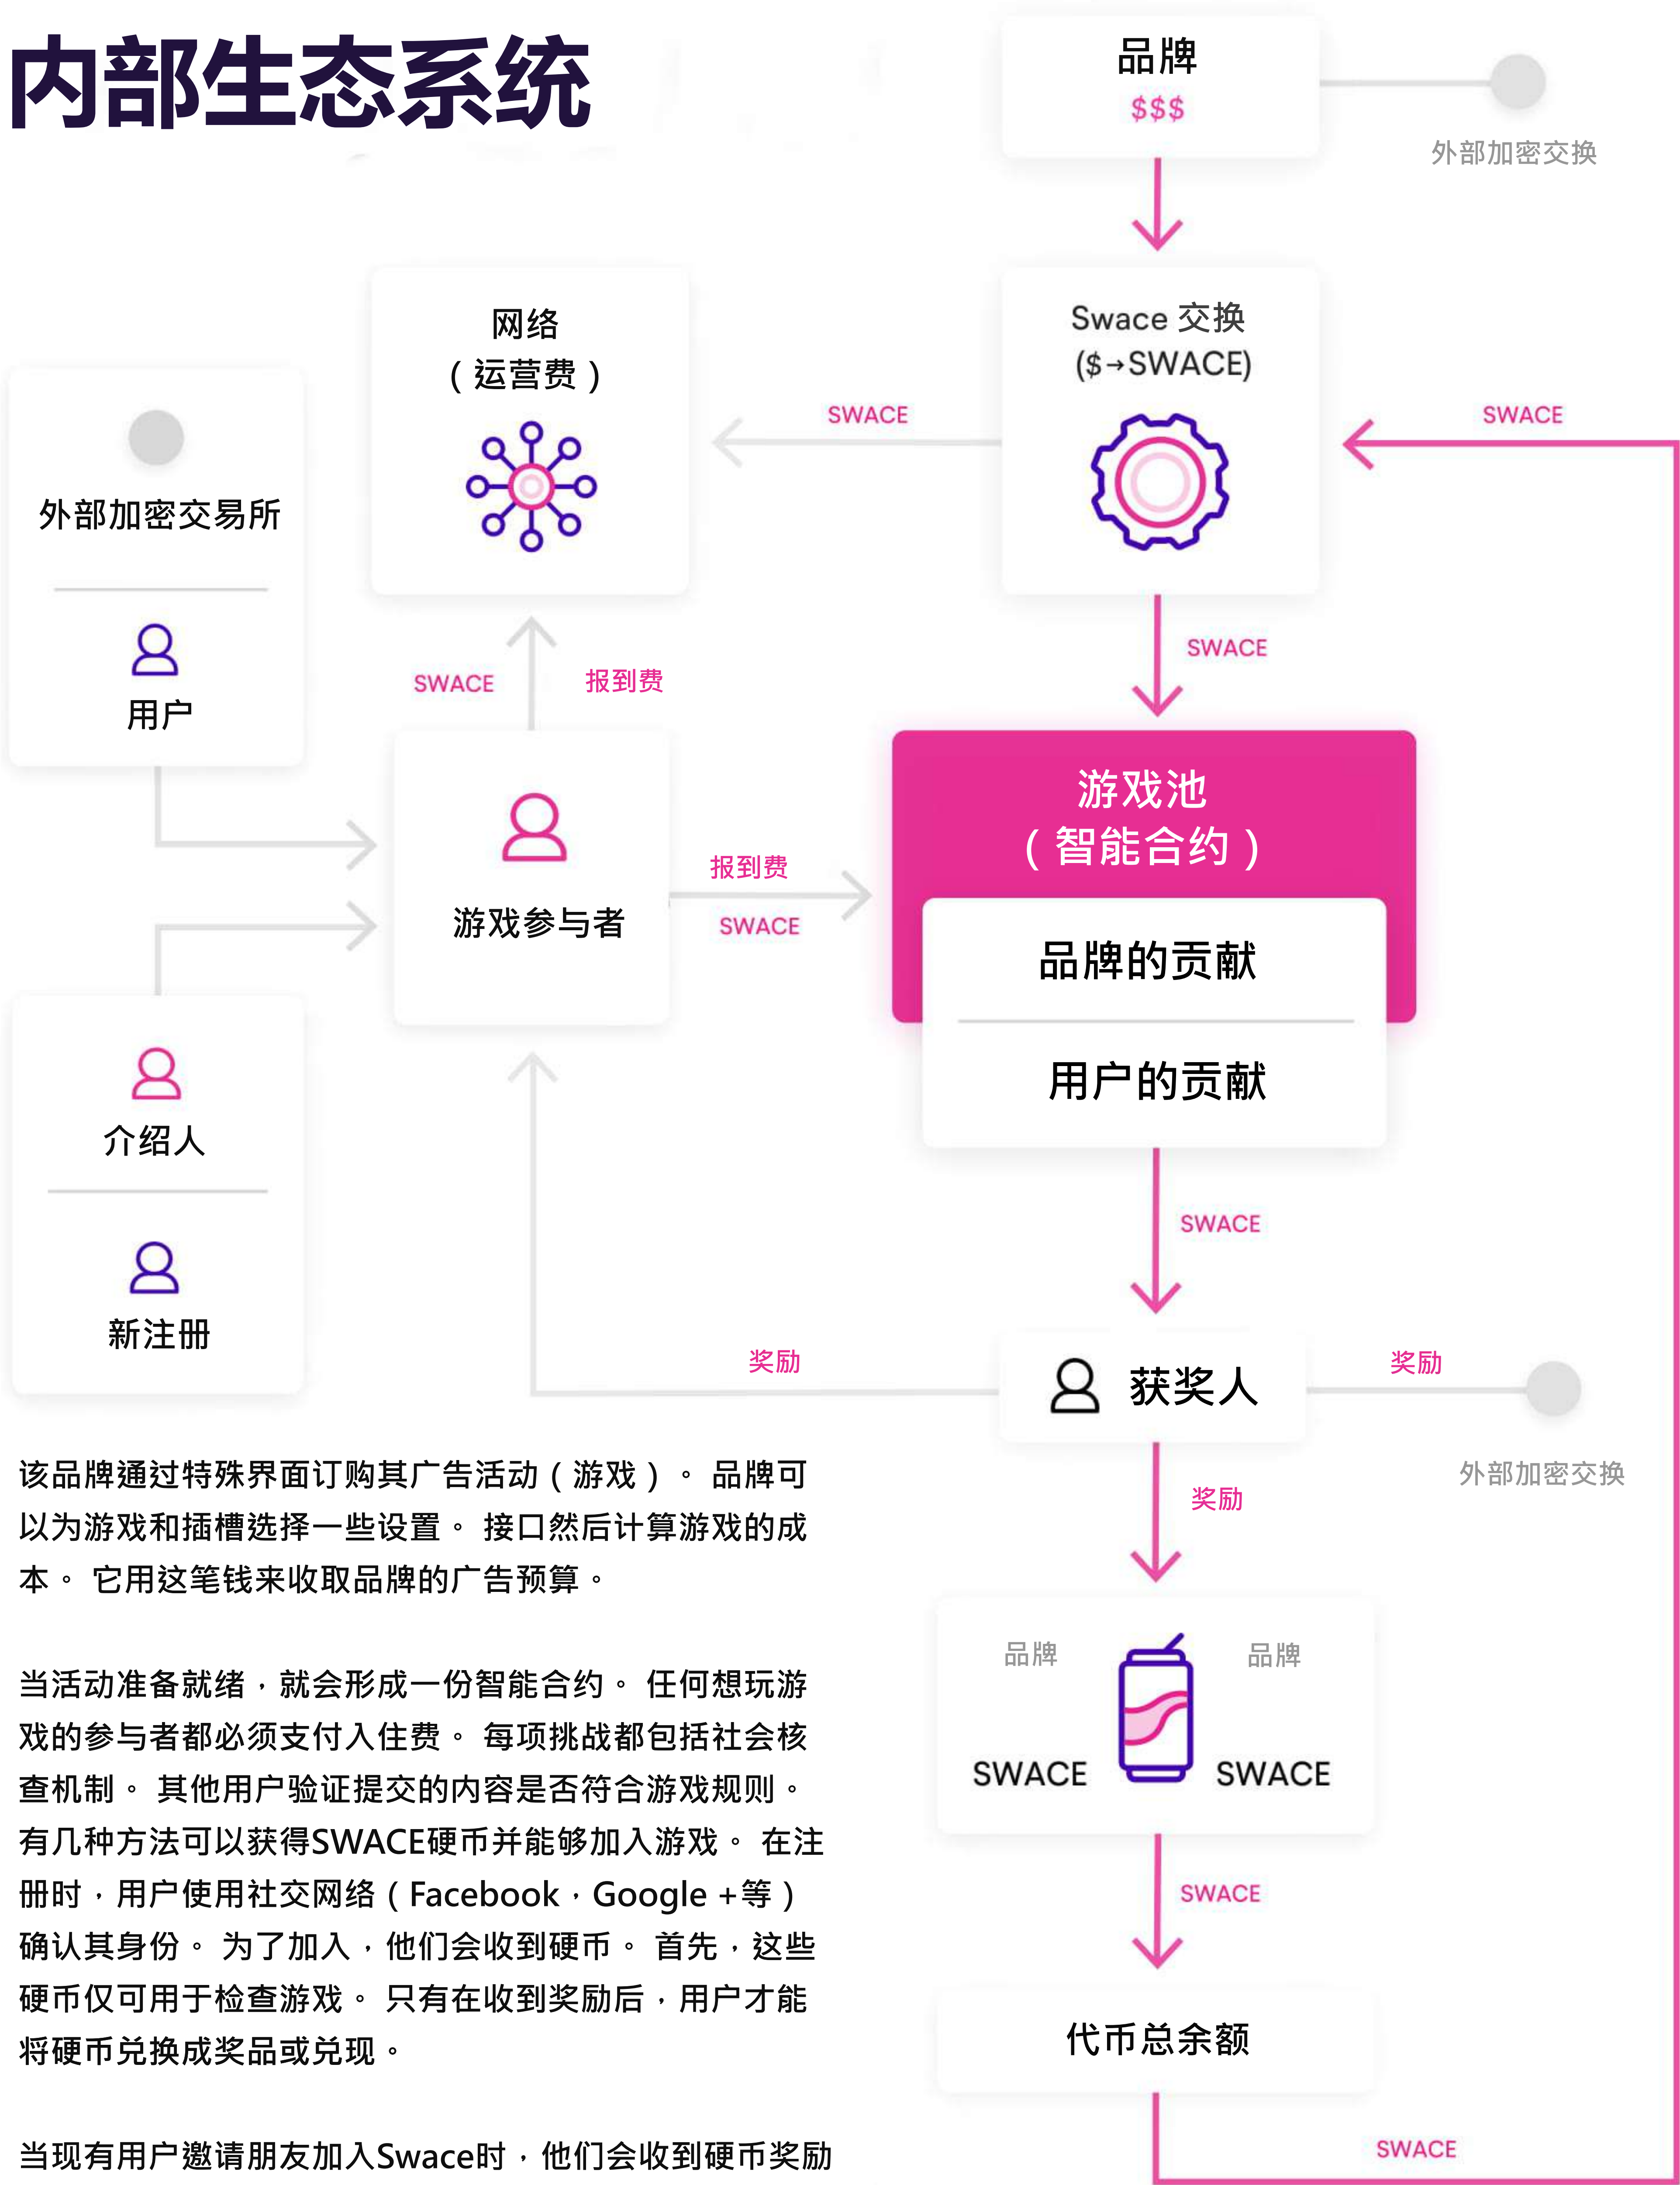 内部生态系统
品牌
$$$
外部加密交换
网络
（运营费）
Swace 交换
($→SWACE)
SWACE
SWACE
外部加密交易所
用户
SWACE
报到费
SWACE
游戏池
（智能合约）
报到费
SWACE
游戏参与者
品牌的贡献
用户的贡献
介绍人
新注册
SWACE
奖励
获奖人
奖励
外部加密交换
奖励
该品牌通过特殊界面订购其广告活动（游戏）。 品牌可
以为游戏和插槽选择一些设置。 接口然后计算游戏的成
本。 它用这笔钱来收取品牌的广告预算。
当活动准备就绪，就会形成一份智能合约。 任何想玩游
戏的参与者都必须支付入住费。 每项挑战都包括社会核
查机制。 其他用户验证提交的内容是否符合游戏规则。
有几种方法可以获得SWACE硬币并能够加入游戏。 在注
册时，用户使用社交网络（Facebook，Google +等）
确认其身份。 为了加入，他们会收到硬币。 首先，这些
硬币仅可用于检查游戏。 只有在收到奖励后，用户才能
将硬币兑换成奖品或兑现。
当现有用户邀请朋友加入Swace时，他们会收到硬币奖励
品牌
品牌
SWACE
SWACE
SWACE
代币总余额
SWACE